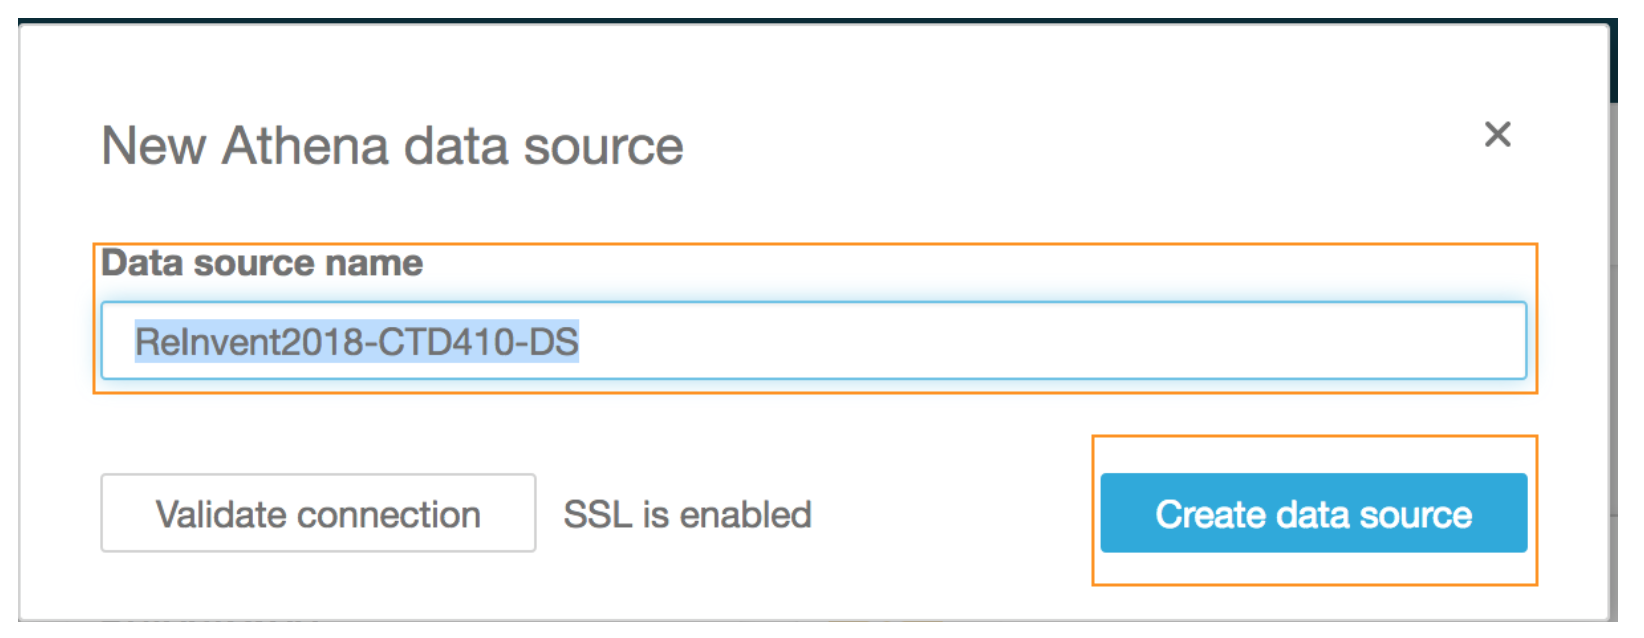 New Athena data source
Data source name
ReInvent2018-CTD410-DS
Validate connection
SSL is enabled
Create data source